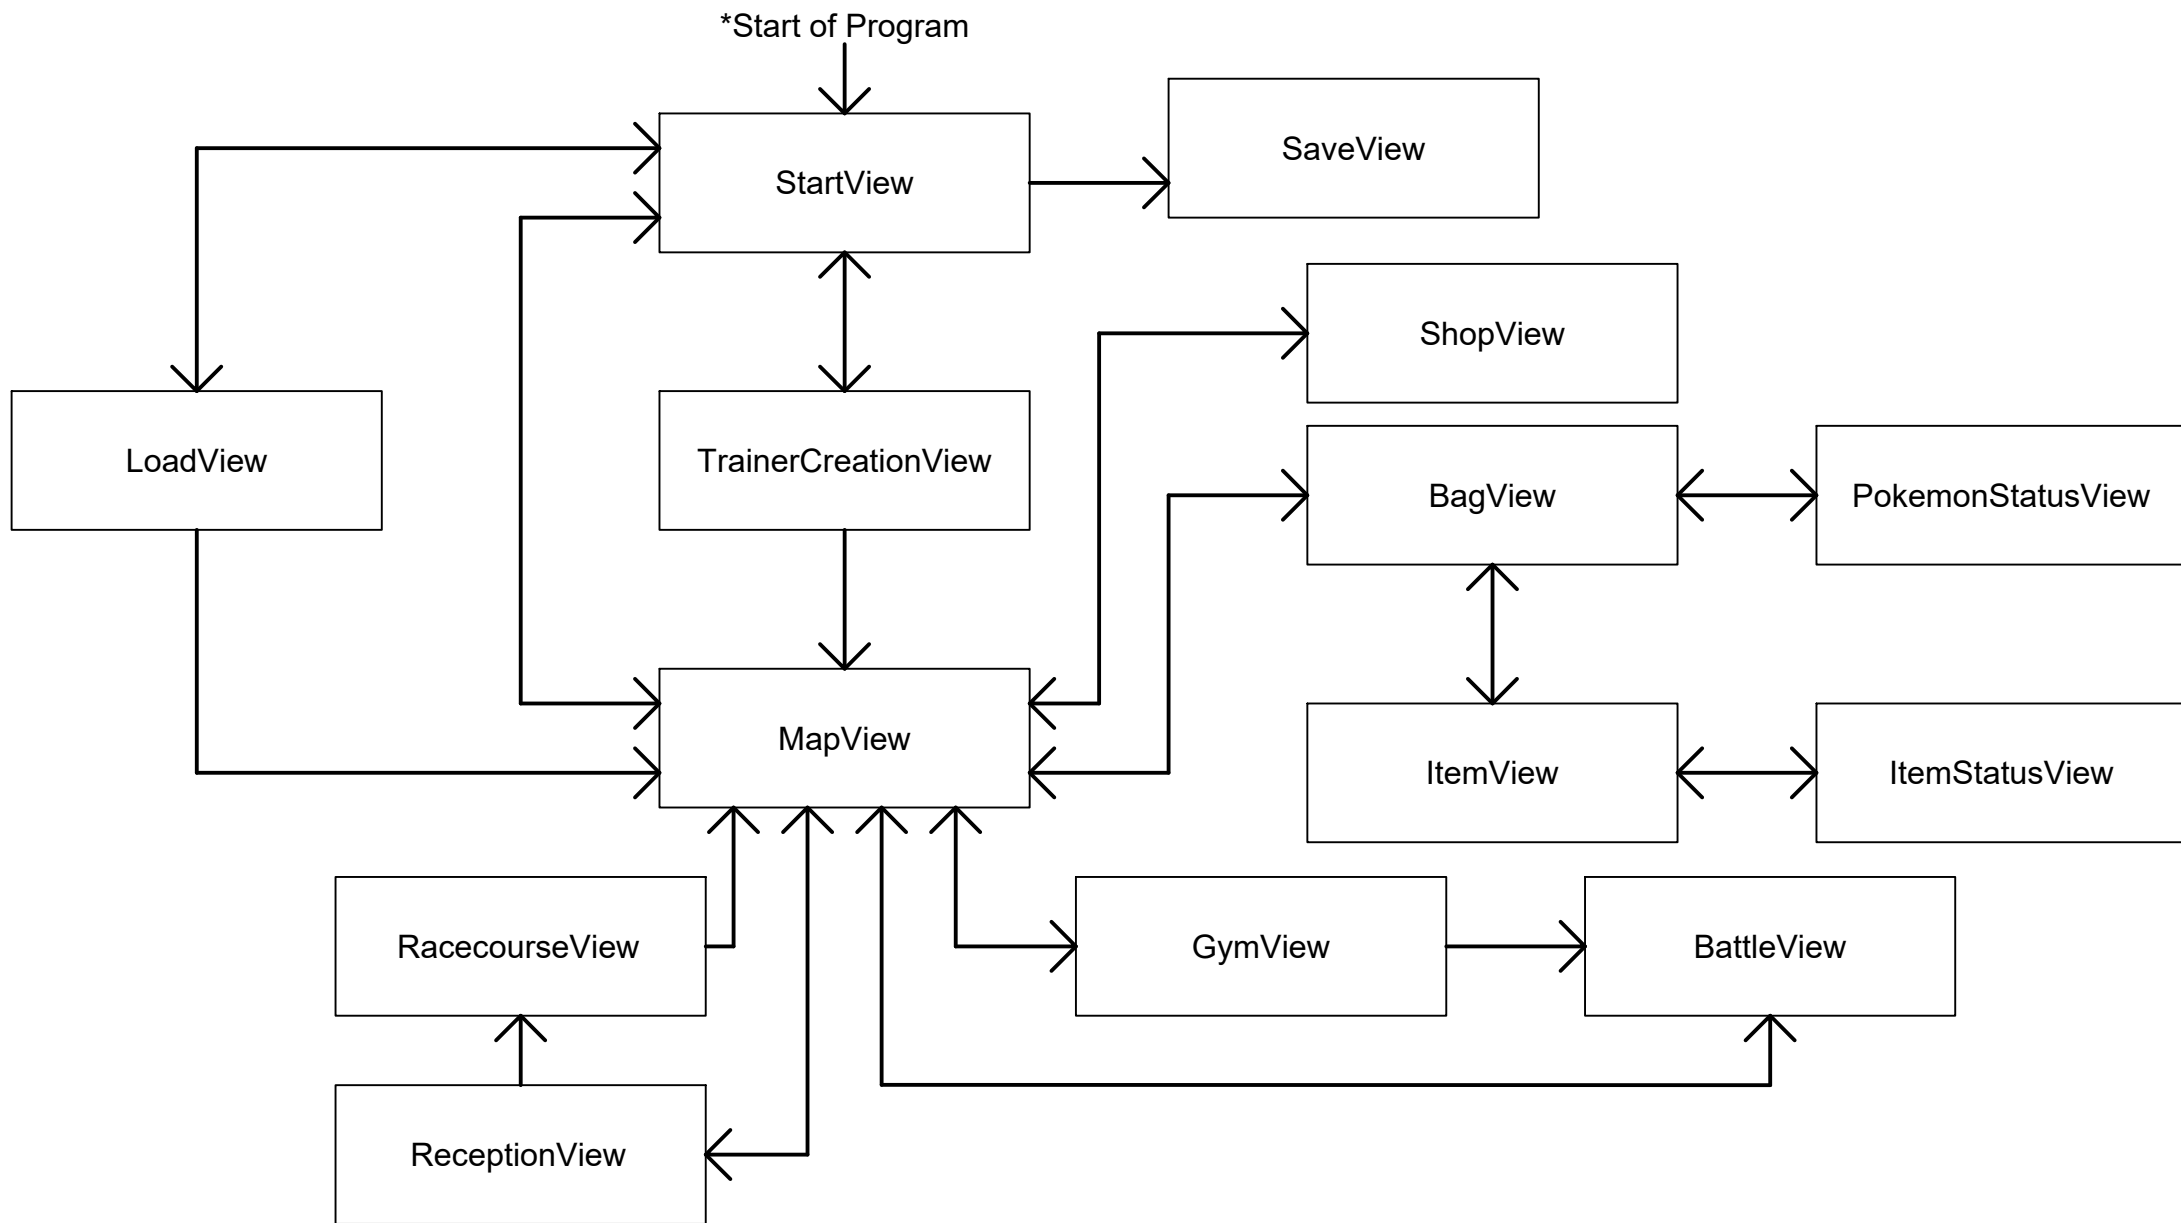 *Start of Program
StartView
SaveView
ShopView
LoadView
TrainerCreationView
BagView
PokemonStatusView
MapView
ItemView
ItemStatusView
RacecourseView
GymView
BattleView
ReceptionView